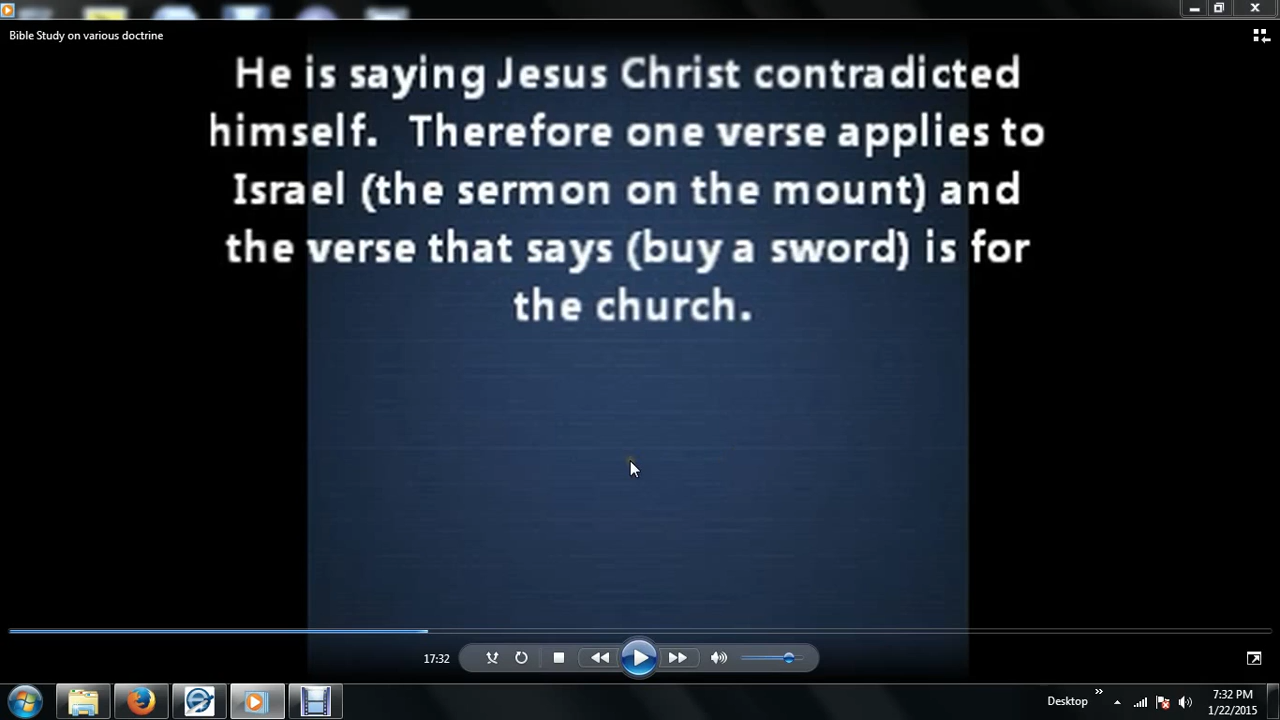 Bible Study on various doctrine
He is saying Jesus Christ contradicted
himself. Therefore one verse applies to
Israel (the sermon on the mount) and
the verse that says (buy a sword) is for
the church.
17:32
Desktop
7:32 PM
1/22/2015